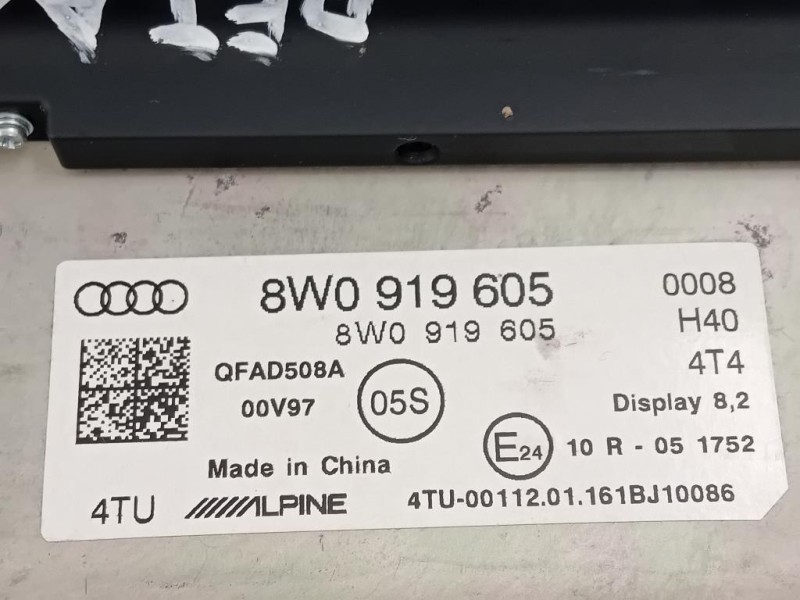 8W0 919 605
8W0 919 605
0008
H40
4T4
Display 8,2
QFAD508A
00V97
05S
E24
10 R - 05 1752
Made in China
4TU
ALPINE
4TU-00112.01.161BJ10086